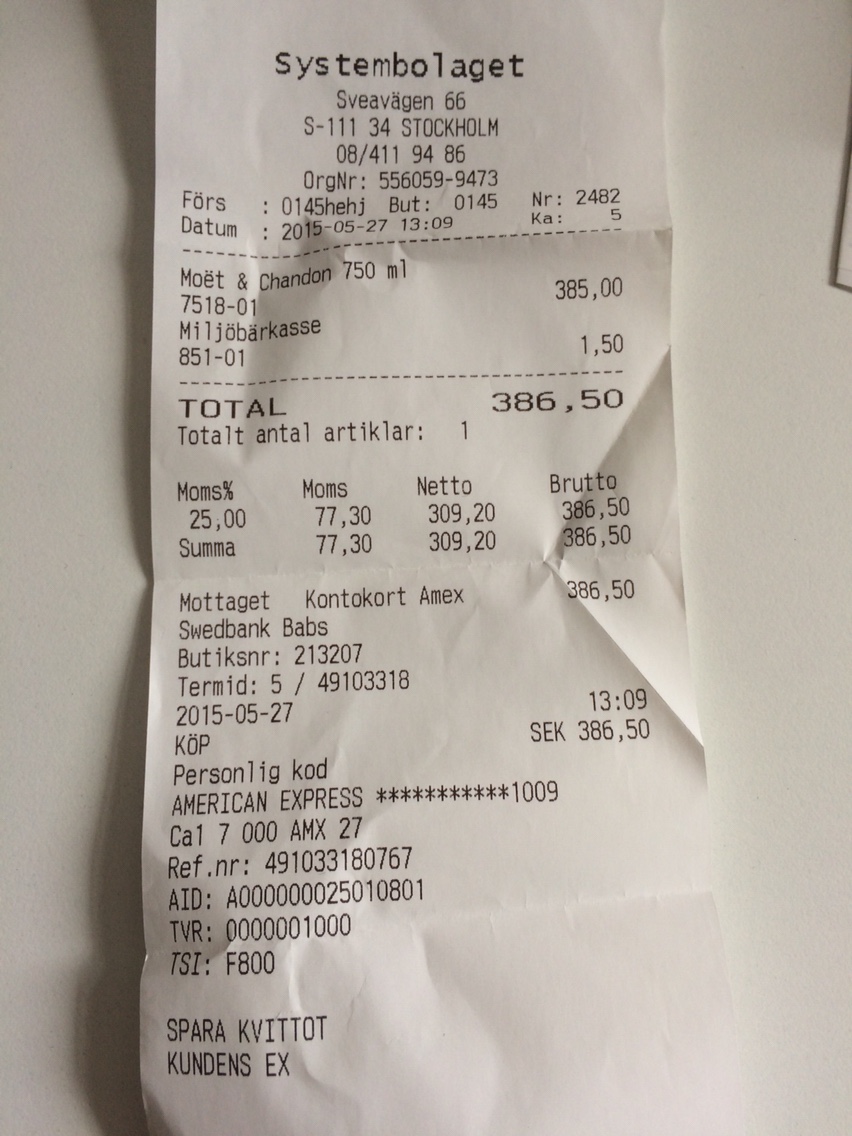 Systembolaget
Sveavägen 66
S-111 34 STOCKHOLM
08/411 94 86
OrgNr: 556059-9473
Förs : 0145hehj But: 0145 Nr: 2482
Datum : 2015-05-27 13:09 Ka: 5
Moët & Chandon 750 ml
7518-01 385,00
Miljöbärkasse
851-01 1,50
TOTAL 386,50
Totalt antal artiklar: 1
Moms% Moms Netto Brutto
25,00 77,30 309,20 386,50
Summa 77,30 309,20 386,50
Mottaget Kontokort Amex 386,50
Swedbank Babs
Butiksnr: 213207
Termid: 5 / 49103318
2015-05-27 13:09
KÖP SEK 386,50
Personlig kod
AMERICAN EXPRESS ***********1009
Ca1 7 000 AMX 27
Ref.nr: 491033180767
AID: A000000025010801
TVR: 0000001000
TSI: F800
SPARA KVITTOT
KUNDENS EX